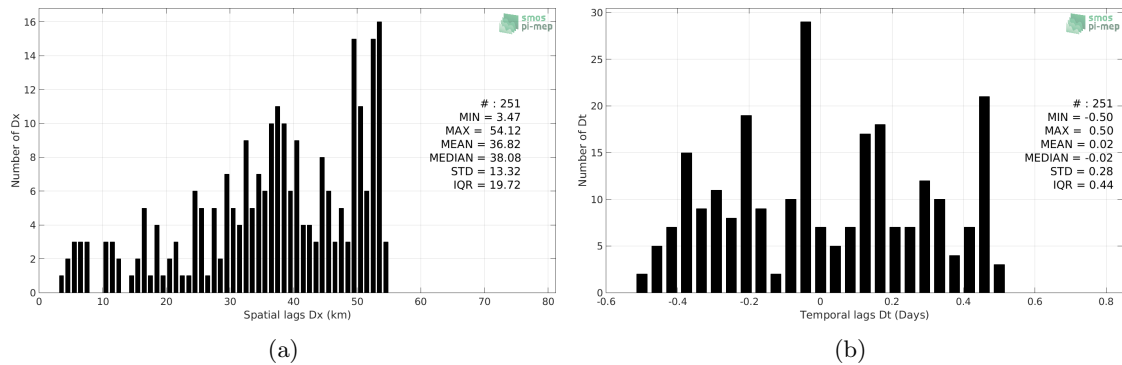 smos
pi-mep
16
14
12
10
8
6
4
2
0
Number of Dx
# : 251
MIN = 3.47
MAX = 54.12
MEAN = 36.82
MEDIAN = 38.08
STD = 13.32
IQR = 19.72
0 10 20 30 40 50 60 70 80
Spatial lags Dx (km)
(a)
smos
pi-mep
30
25
20
15
10
5
0
Number of Dt
# : 251
MIN = -0.50
MAX = 0.50
MEAN = 0.02
MEDIAN = -0.02
STD = 0.28
IQR = 0.44
-0.6 -0.4 -0.2 0 0.2 0.4 0.6 0.8
Temporal lags Dt (Days)
(b)